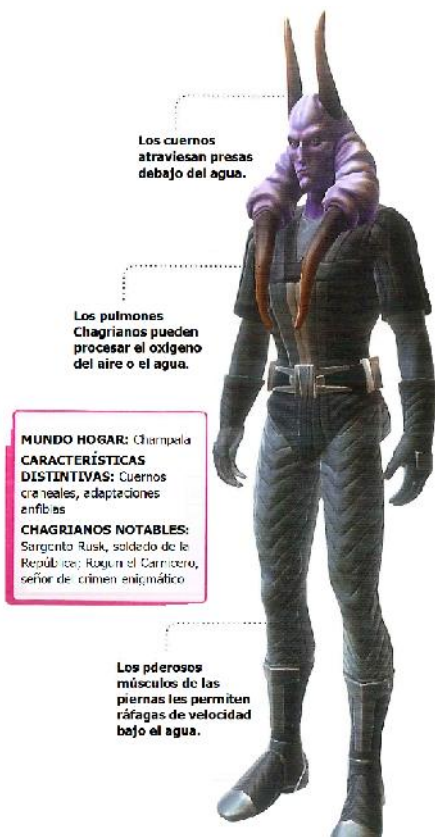 Los cuernos
atraviesan presas
debajo del agua.
Los pulmones
Chagrianos pueden
procesar el oxigeno
del aire o el agua.
MUNDO HOGAR: Champala
CARACTERÍSTICAS
DISTINTIVAS: Cuernos
craneales, adaptaciones
anfibias
CHAGRIANOS NOTABLES:
Sargento Rusk, soldado de la
República; Rogun el Carnicero,
señor del crimen enigmático
Los pderosos
músculos de las
piernas les permiten
ráfagas de velocidad
bajo el agua.